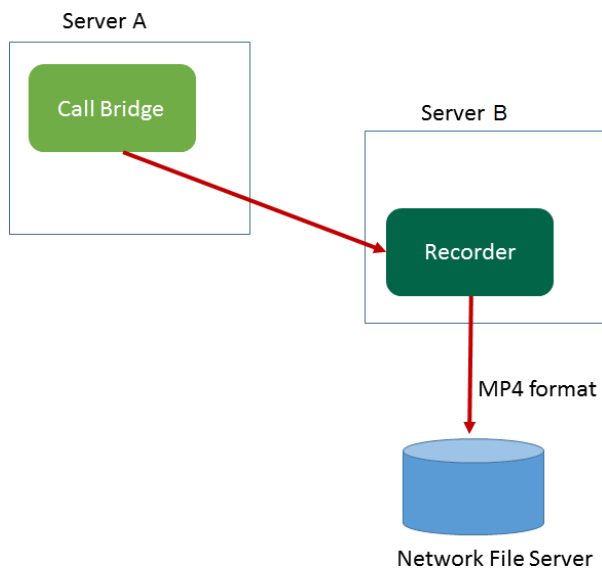 Server A
Call Bridge
Server B
Recorder
MP4 format
Network File Server